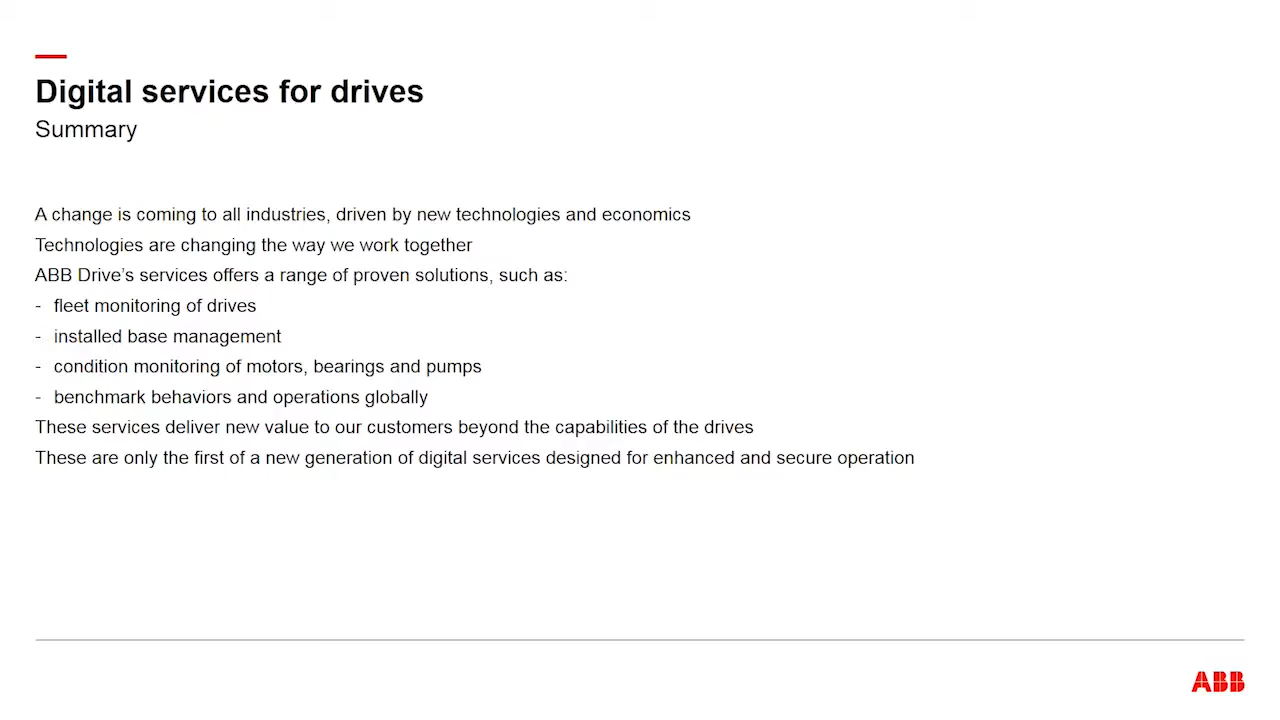 Digital services for drives
Summary
A change is coming to all industries, driven by new technologies and economics
Technologies are changing the way we work together
ABB Drive’s services offers a range of proven solutions, such as:
- fleet monitoring of drives
- installed base management
- condition monitoring of motors, bearings and pumps
- benchmark behaviors and operations globally
These services deliver new value to our customers beyond the capabilities of the drives
These are only the first of a new generation of digital services designed for enhanced and secure operation
ABB